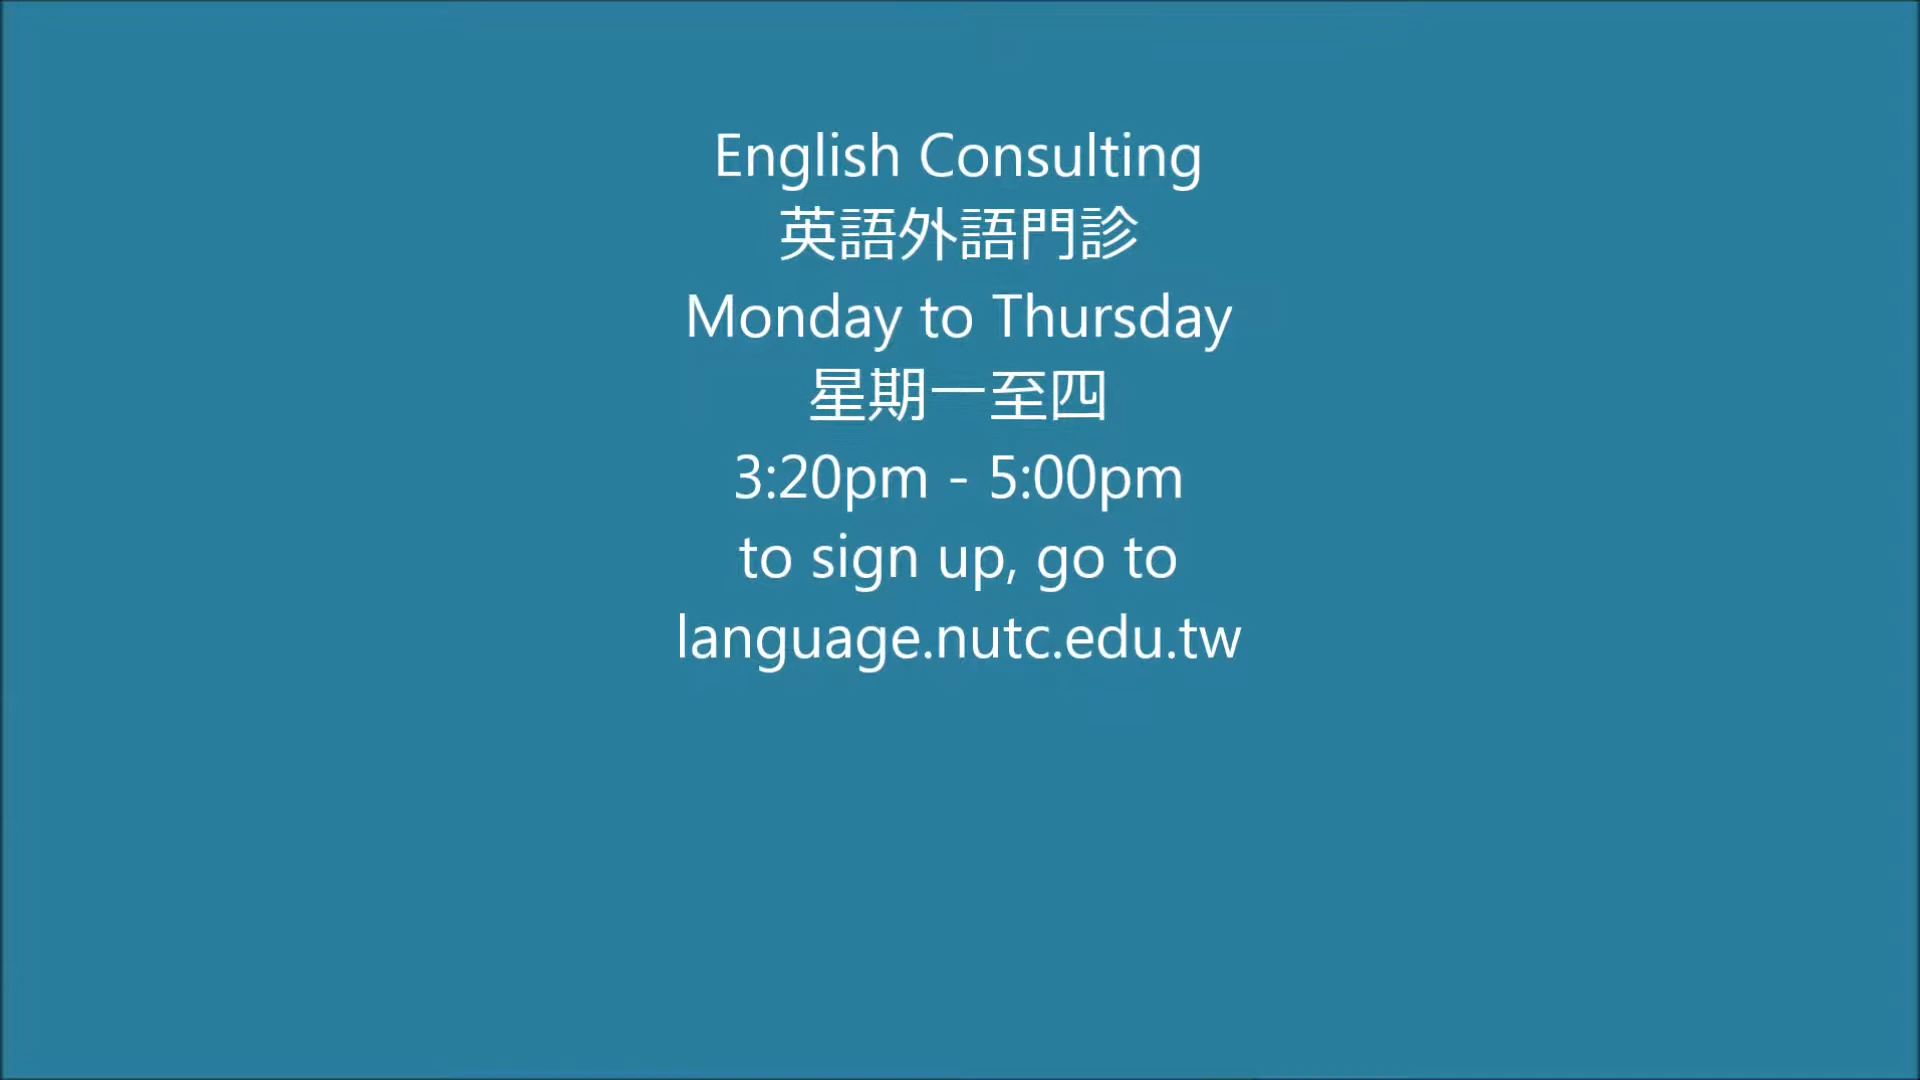 English Consulting
英語外語門診
Monday to Thursday
星期一至四
3:20pm - 5:00pm
to sign up, go to
language.nutc.edu.tw